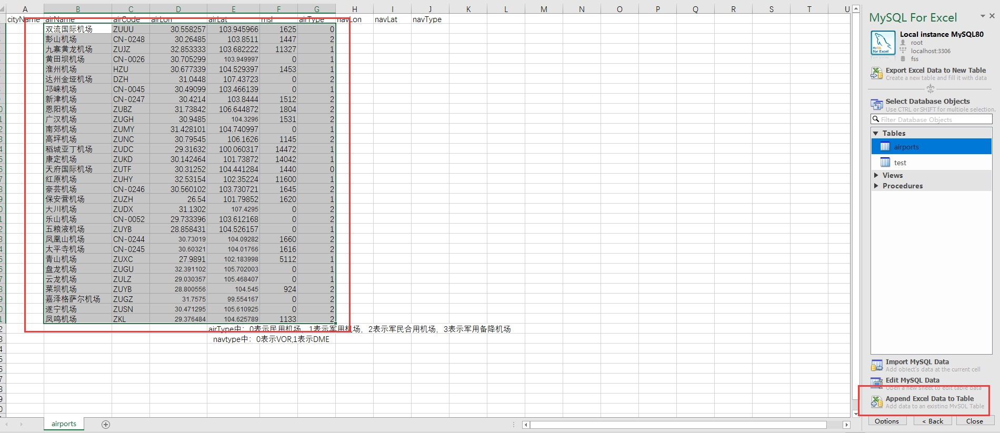 A B C D E F G H I J K L M N O P Q R S T U
cityName airName airCode airLon airLat msl airType navLon navLat navType
双流国际机场 ZUUU 30.558257 103.945966 1625 0
彭山机场 CN-0248 30.26485 103.8511 1447 2
九寨黄龙机场 ZUJZ 32.853333 103.682222 11327 1
黄田坝机场 CN-0026 30.705299 103.949997 0 1
淮州机场 HZU 30.677339 104.529397 1453 1
达州金垭机场 DZH 31.0448 107.43723 0 2
邛崃机场 CN-0045 30.49099 103.466139 0 1
新津机场 CN-0247 30.4214 103.8444 1512 2
恩阳机场 ZUBZ 31.73842 106.644872 1804 2
广汉机场 ZUGH 30.9485 104.3296 1531 2
南郊机场 ZUMY 31.428101 104.740997 0 1
高坪机场 ZUNC 30.79545 106.1626 1145 2
稻城亚丁机场 ZUDC 29.31632 100.060317 14472 1
康定机场 ZUKD 30.142464 101.73872 14042 1
天府国际机场 ZUTF 30.31252 104.441284 1440 0
红原机场 ZUHY 32.53154 102.35224 11600 1
豪芸机场 CN-0246 30.560102 103.730721 1645 2
保安营机场 ZUZH 26.54 101.79852 1620 1
大川机场 ZUDX 31.1302 107.4295 0 2
乐山机场 CN-0052 29.733396 103.612168 0 2
五粮液机场 ZUYB 28.858431 104.526157 0 1
凤凰山机场 CN-0244 30.73019 104.09282 1660 2
太平寺机场 CN-0245 30.60321 104.01766 1616 2
青山机场 ZUXC 27.9891 102.183998 5112 1
盘龙机场 ZUGU 32.391102 105.702003 0 1
云龙机场 ZULZ 29.030357 105.468407 0 1
菜坝机场 ZUYB 28.800556 104.545 924 2
嘉泽格萨尔机场 ZUGZ 31.7575 99.554167 0 2
遂宁机场 ZUSN 30.471295 105.610925 0 2
凤鸣机场 ZKL 29.376484 104.625789 1133 2
airType中：0表示民用机场，1表示军用机场，2表示军民合用机场，3表示军用备降机场
navtype中：0表示VOR,1表示DME
airports
MySQL For Excel
Local instance MySQL80
root
localhost:3306
fss
MySQL for Excel
Export Excel Data to New Table
Create a new table and fill it with data
Select Database Objects
Use CTRL or SHIFT for multiple selection.
Filter Database Objects
Tables
airports
test
Views
Procedures
Import MySQL Data
Add object's data at the current cell
Edit MySQL Data
Open a new sheet to edit table data
Append Excel Data to Table
Add data to an existing MySQL Table
Options < Back Close